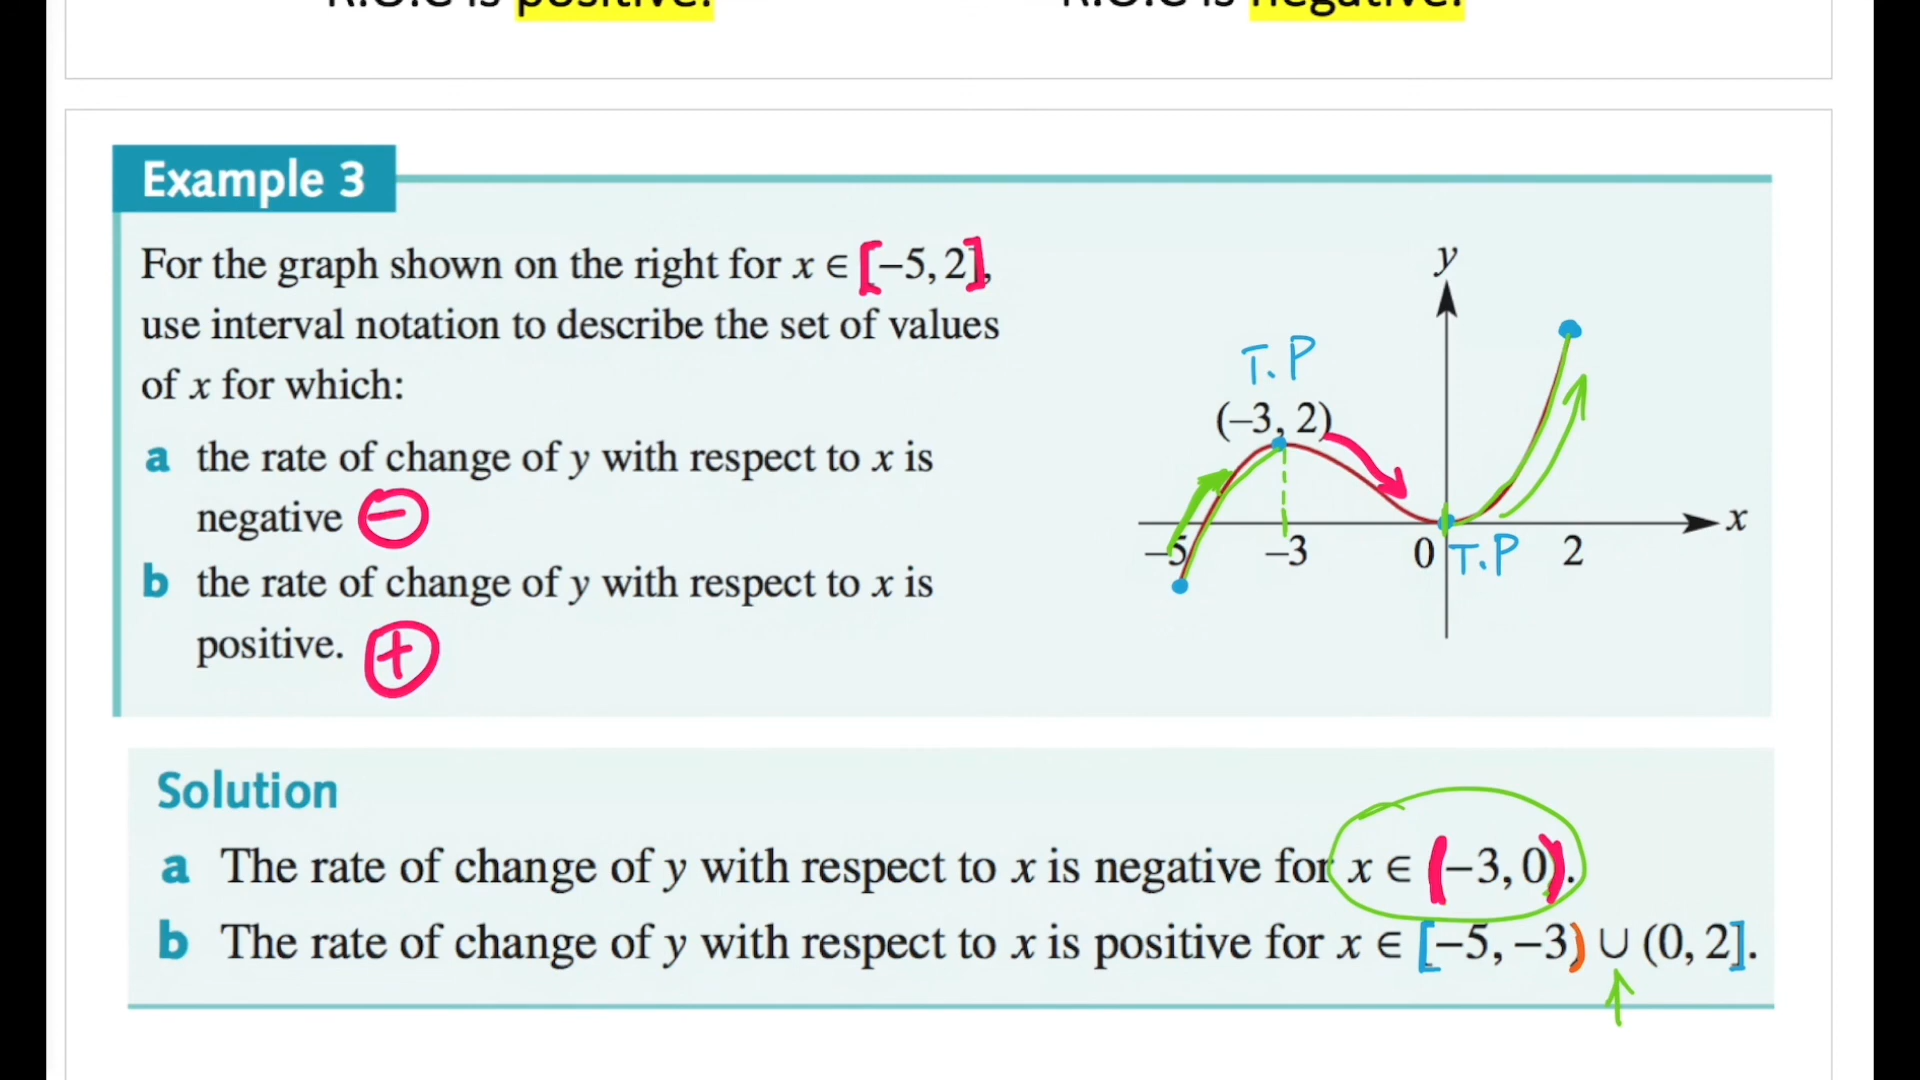 R.O.C is positive.
R.O.C is negative.
Example 3
For the graph shown on the right for x ∈ [−5, 2],
use interval notation to describe the set of values
of x for which:
a the rate of change of y with respect to x is
negative −
b the rate of change of y with respect to x is
positive. +
y
T.P
(−3, 2)
x
−5
−3
0
T.P
2
Solution
a The rate of change of y with respect to x is negative for x ∈ (−3, 0).
b The rate of change of y with respect to x is positive for x ∈ [−5, −3) ∪ (0, 2].